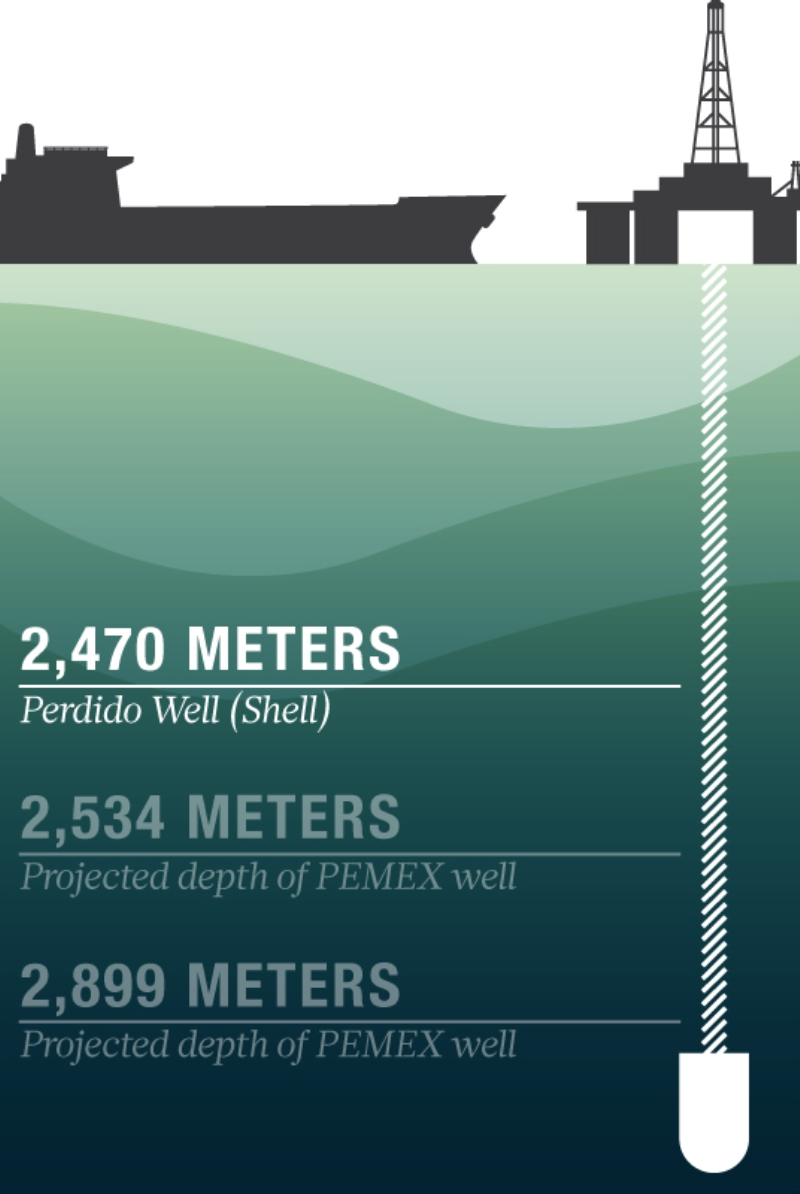 2,470 METERS
Perdido Well (Shell)
2,534 METERS
Projected depth of PEMEX well
2,899 METERS
Projected depth of PEMEX well